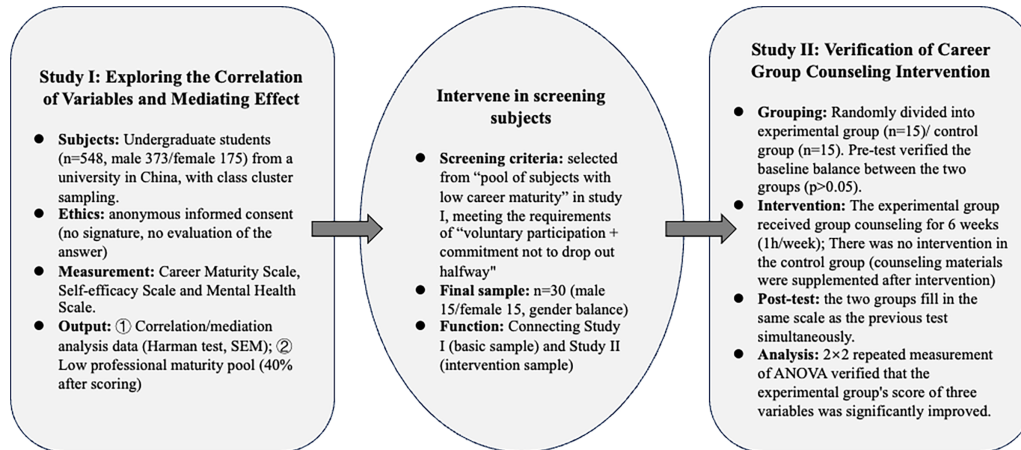 Study I: Exploring the Correlation
of Variables and Mediating Effect
● Subjects: Undergraduate students
(n=548, male 373/female 175) from a
university in China, with class cluster
sampling.
● Ethics: anonymous informed consent
(no signature, no evaluation of the
answer)
● Measurement: Career Maturity Scale,
Self-efficacy Scale and Mental Health
Scale.
● Output: ① Correlation/mediation
analysis data (Harman test, SEM); ②
Low professional maturity pool (40%
after scoring)
Intervene in screening
subjects
● Screening criteria: selected
from “pool of subjects with
low career maturity” in study
I, meeting the requirements
of “voluntary participation +
commitment not to drop out
halfway"
● Final sample: n=30 (male
15/female 15, gender balance)
● Function: Connecting Study
I (basic sample) and Study II
(intervention sample)
Study II: Verification of Career
Group Counseling Intervention
● Grouping: Randomly divided into
experimental group (n=15)/ control
group (n=15). Pre-test verified the
baseline balance between the two
groups (p>0.05).
● Intervention: The experimental group
received group counseling for 6 weeks
(1h/week); There was no intervention in
the control group (counseling materials
were supplemented after intervention)
● Post-test: the two groups fill in the
same scale as the previous test
simultaneously.
● Analysis: 2×2 repeated measurement
of ANOVA verified that the
experimental group's score of three
variables was significantly improved.